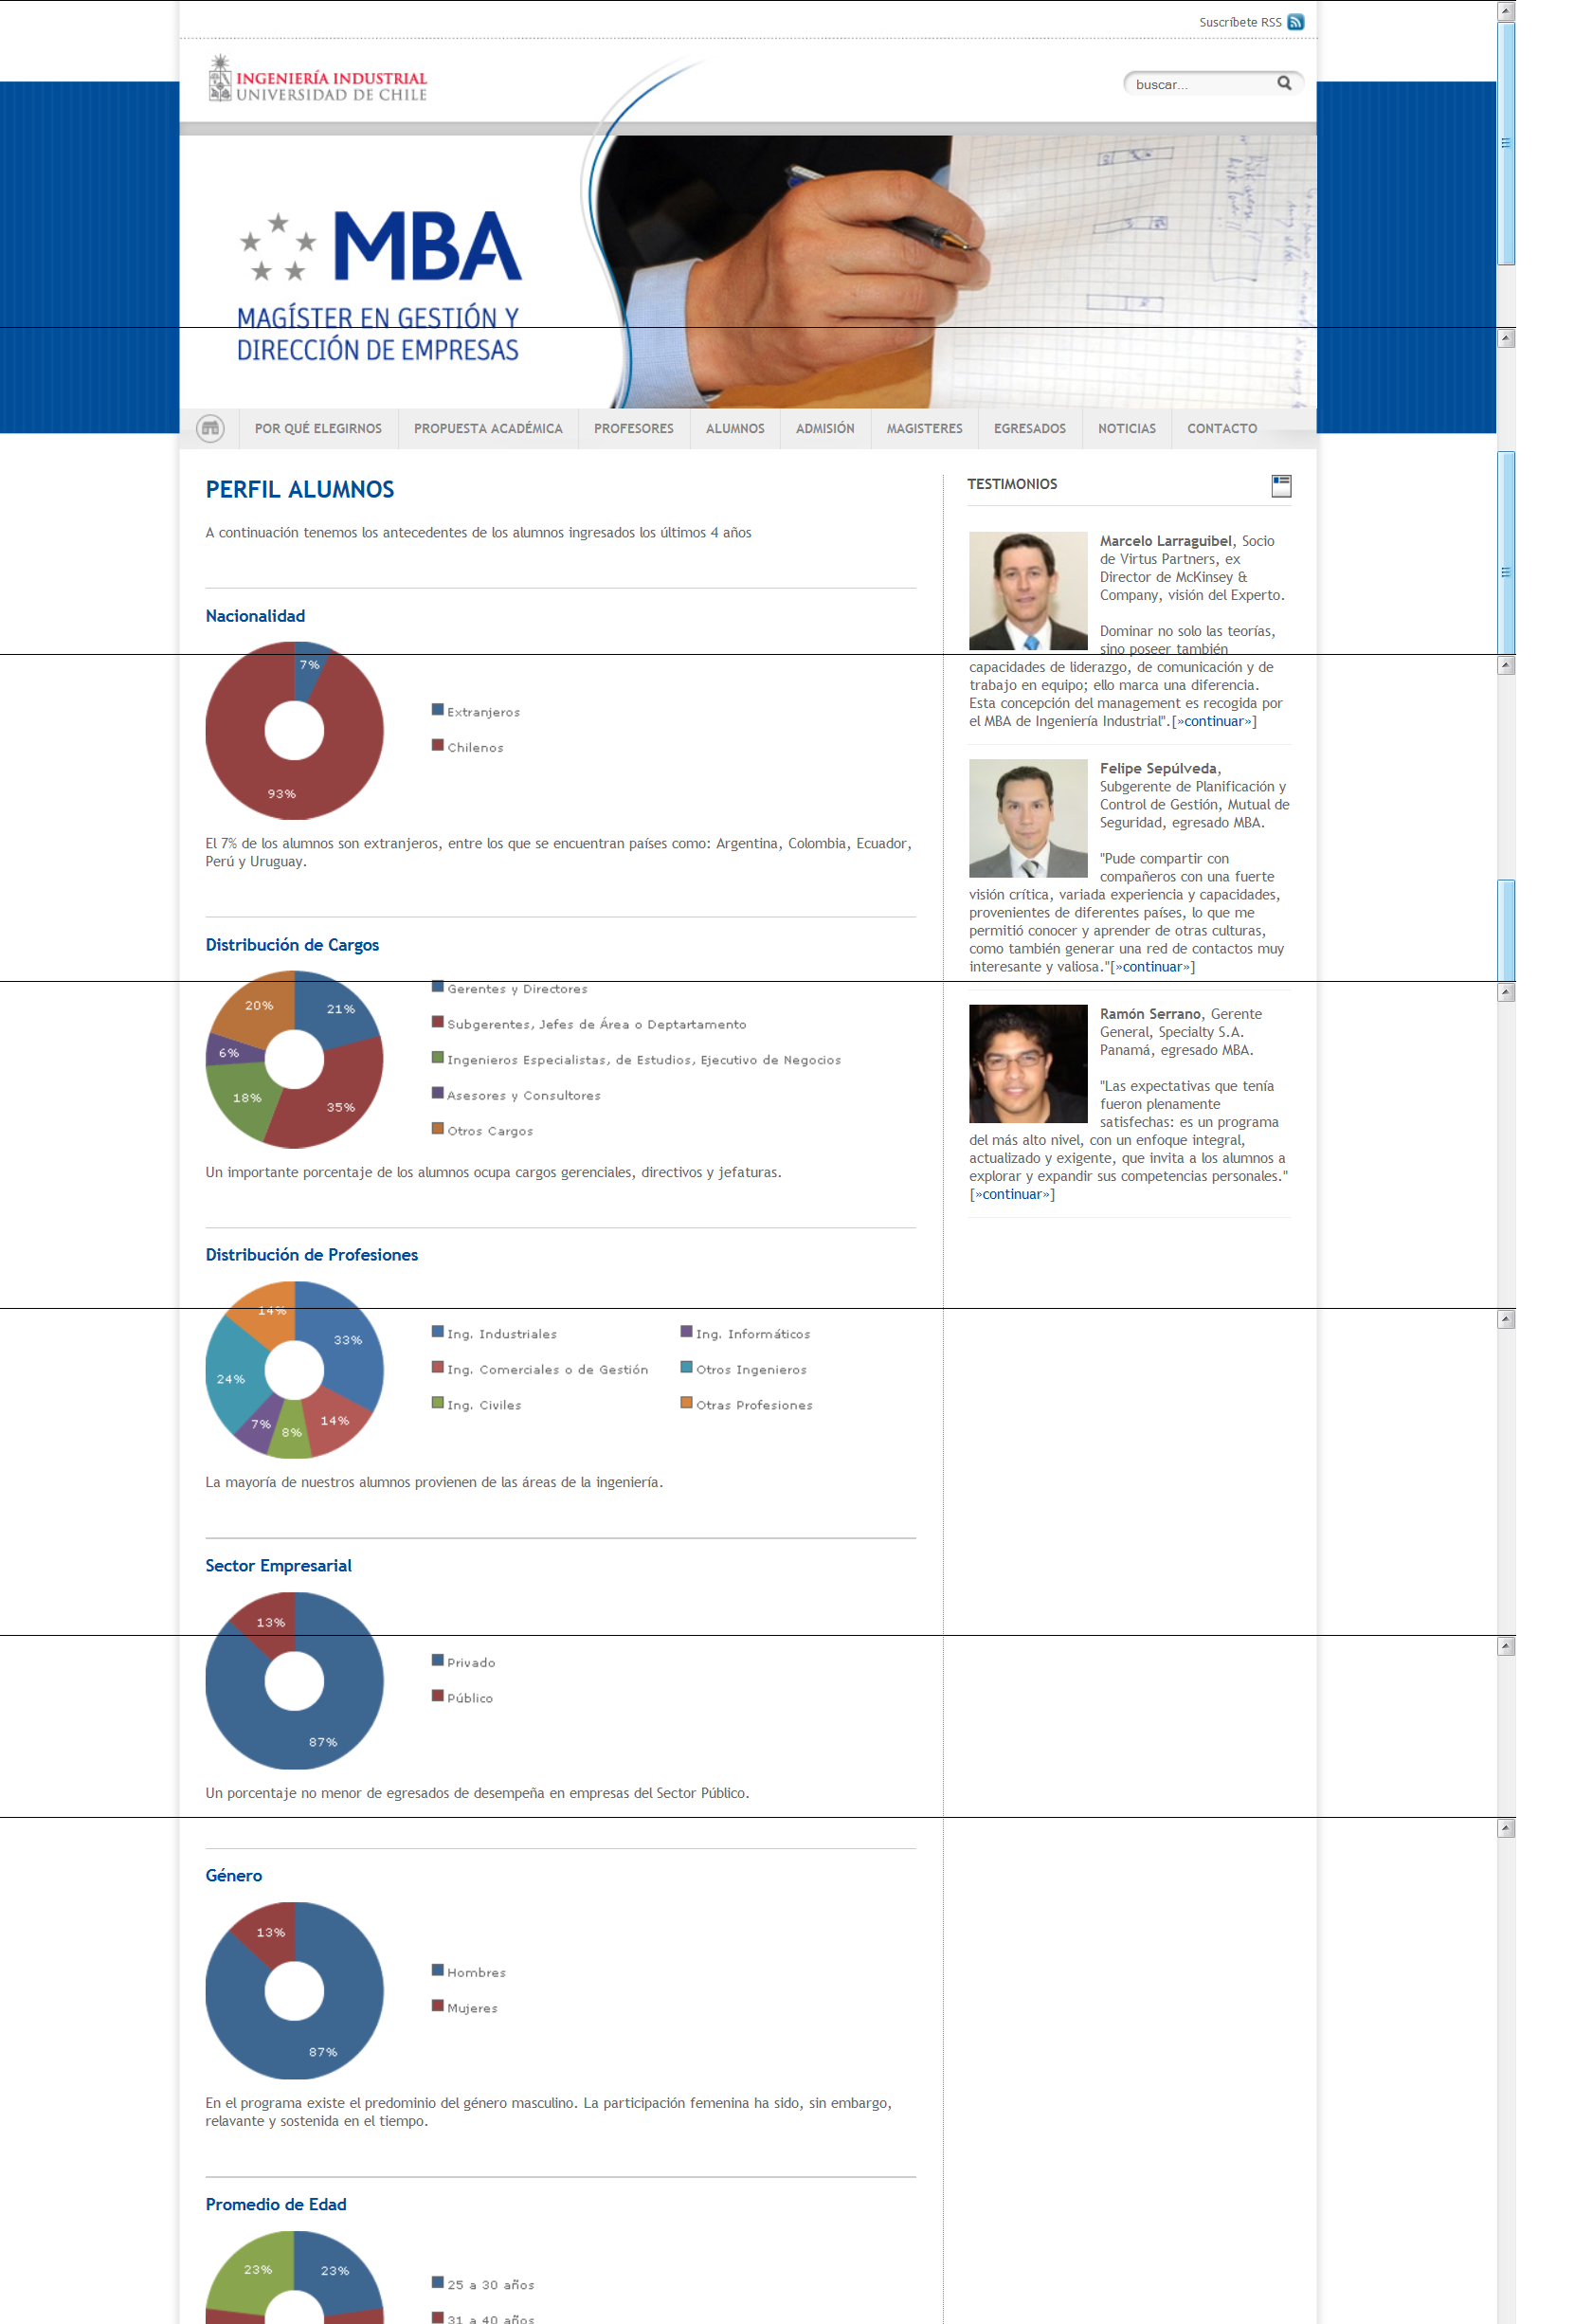 Suscríbete RSS
INGENIERÍA INDUSTRIAL
UNIVERSIDAD DE CHILE
buscar...
MBA
MAGÍSTER EN GESTIÓN Y
DIRECCIÓN DE EMPRESAS
POR QUÉ ELEGIRNOS PROPUESTA ACADÉMICA PROFESORES ALUMNOS ADMISIÓN MAGISTERES EGRESADOS NOTICIAS CONTACTO
PERFIL ALUMNOS
A continuación tenemos los antecedentes de los alumnos ingresados los últimos 4 años
Nacionalidad
7%
93%
Extranjeros
Chilenos
El 7% de los alumnos son extranjeros, entre los que se encuentran países como: Argentina, Colombia, Ecuador,
Perú y Uruguay.
Distribución de Cargos
20%
21%
6%
18%
35%
Gerentes y Directores
Subgerentes, Jefes de Área o Deptartamento
Ingenieros Especialistas, de Estudios, Ejecutivo de Negocios
Asesores y Consultores
Otros Cargos
Un importante porcentaje de los alumnos ocupa cargos gerenciales, directivos y jefaturas.
Distribución de Profesiones
14%
33%
24%
7%
8%
14%
Ing. Industriales
Ing. Comerciales o de Gestión
Ing. Civiles
Ing. Informáticos
Otros Ingenieros
Otras Profesiones
La mayoría de nuestros alumnos provienen de las áreas de la ingeniería.
Sector Empresarial
13%
87%
Privado
Público
Un porcentaje no menor de egresados de desempeña en empresas del Sector Público.
Género
13%
87%
Hombres
Mujeres
En el programa existe el predominio del género masculino. La participación femenina ha sido, sin embargo,
relavante y sostenida en el tiempo.
Promedio de Edad
23%
23%
25 a 30 años
31 a 40 años
TESTIMONIOS
Marcelo Larraguibel, Socio
de Virtus Partners, ex
Director de McKinsey &
Company, visión del Experto.
Dominar no solo las teorías,
sino poseer también
capacidades de liderazgo, de comunicación y de
trabajo en equipo; ello marca una diferencia.
Esta concepción del management es recogida por
el MBA de Ingeniería Industrial".[»continuar»]
Felipe Sepúlveda,
Subgerente de Planificación y
Control de Gestión, Mutual de
Seguridad, egresado MBA.
"Pude compartir con
compañeros con una fuerte
visión crítica, variada experiencia y capacidades,
provenientes de diferentes países, lo que me
permitió conocer y aprender de otras culturas,
como también generar una red de contactos muy
interesante y valiosa."[»continuar»]
Ramón Serrano, Gerente
General, Specialty S.A.
Panamá, egresado MBA.
"Las expectativas que tenía
fueron plenamente
satisfechas: es un programa
del más alto nivel, con un enfoque integral,
actualizado y exigente, que invita a los alumnos a
explorar y expandir sus competencias personales."
[»continuar»]